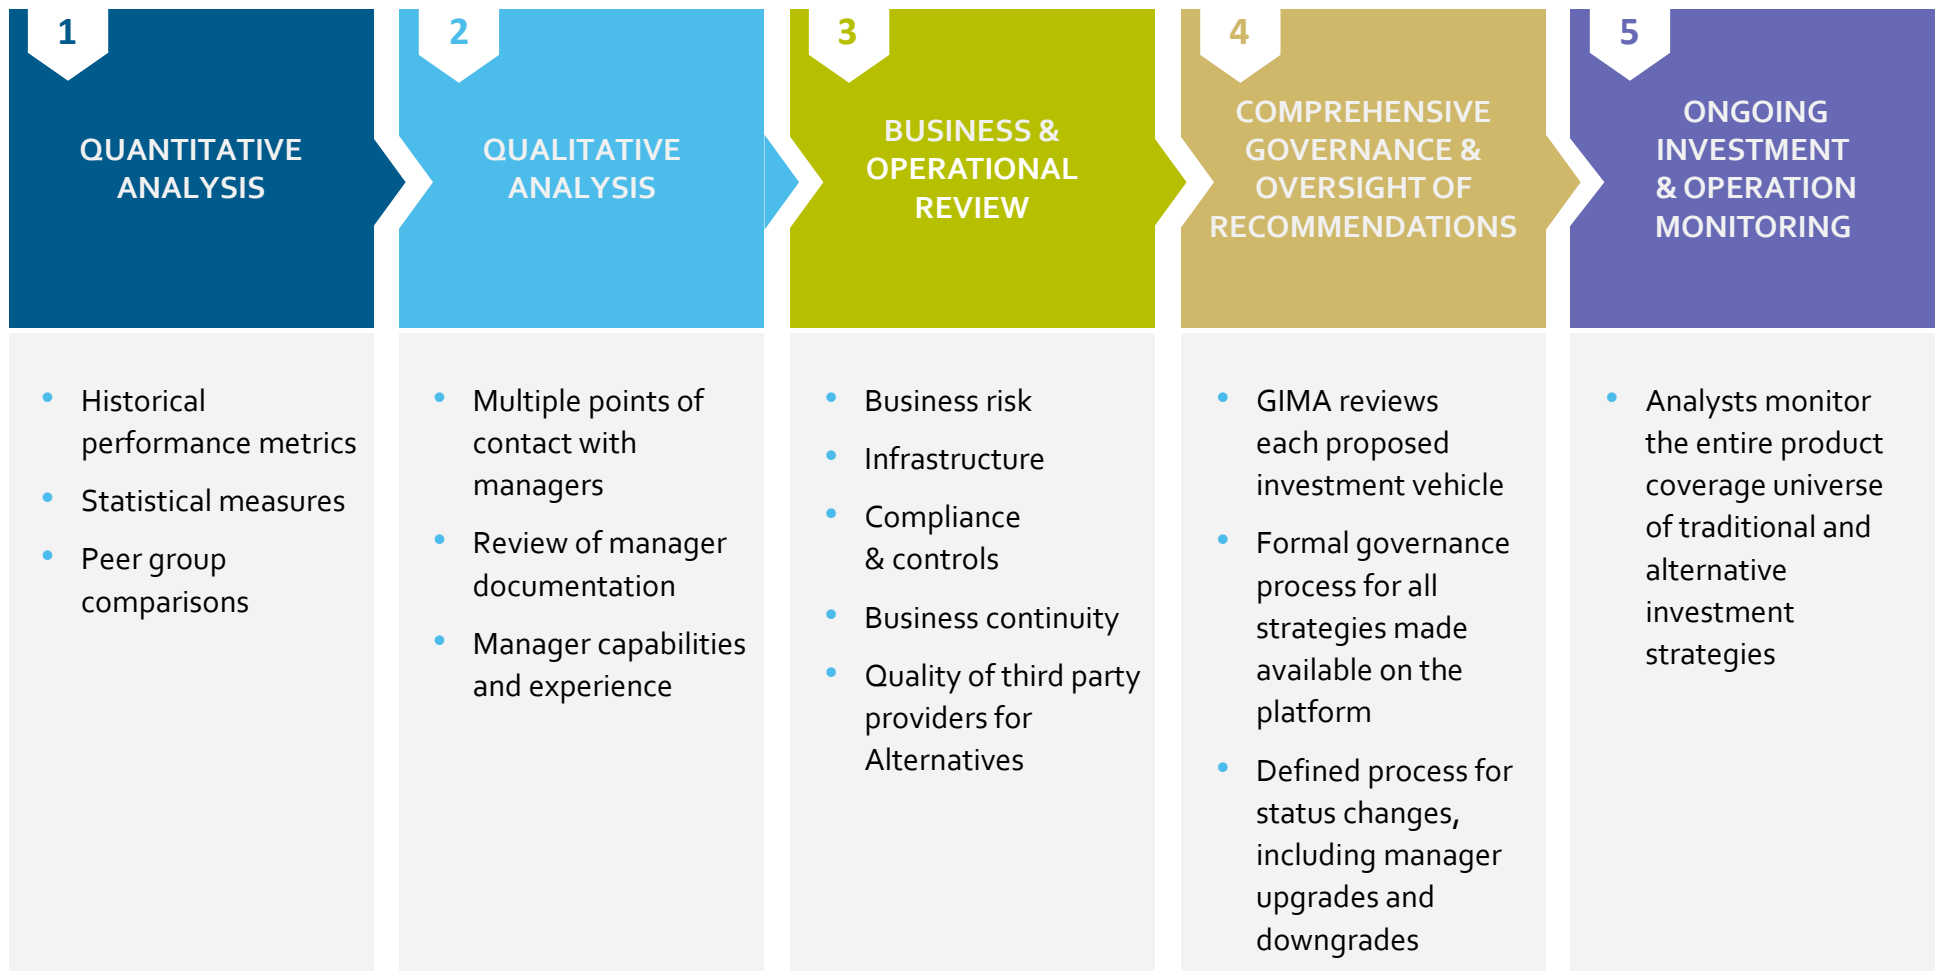 1
QUANTITATIVE
ANALYSIS
• Historical
performance metrics
• Statistical measures
• Peer group
comparisons
2
QUALITATIVE
ANALYSIS
• Multiple points of
contact with
managers
• Review of manager
documentation
• Manager capabilities
and experience
3
BUSINESS &
OPERATIONAL
REVIEW
• Business risk
• Infrastructure
• Compliance
& controls
• Business continuity
• Quality of third party
providers for
Alternatives
4
COMPREHENSIVE
GOVERNANCE &
OVERSIGHT OF
RECOMMENDATIONS
• GIMA reviews
each proposed
investment vehicle
• Formal governance
process for all
strategies made
available on the
platform
• Defined process for
status changes,
including manager
upgrades and
downgrades
5
ONGOING
INVESTMENT
& OPERATION
MONITORING
• Analysts monitor
the entire product
coverage universe
of traditional and
alternative
investment
strategies